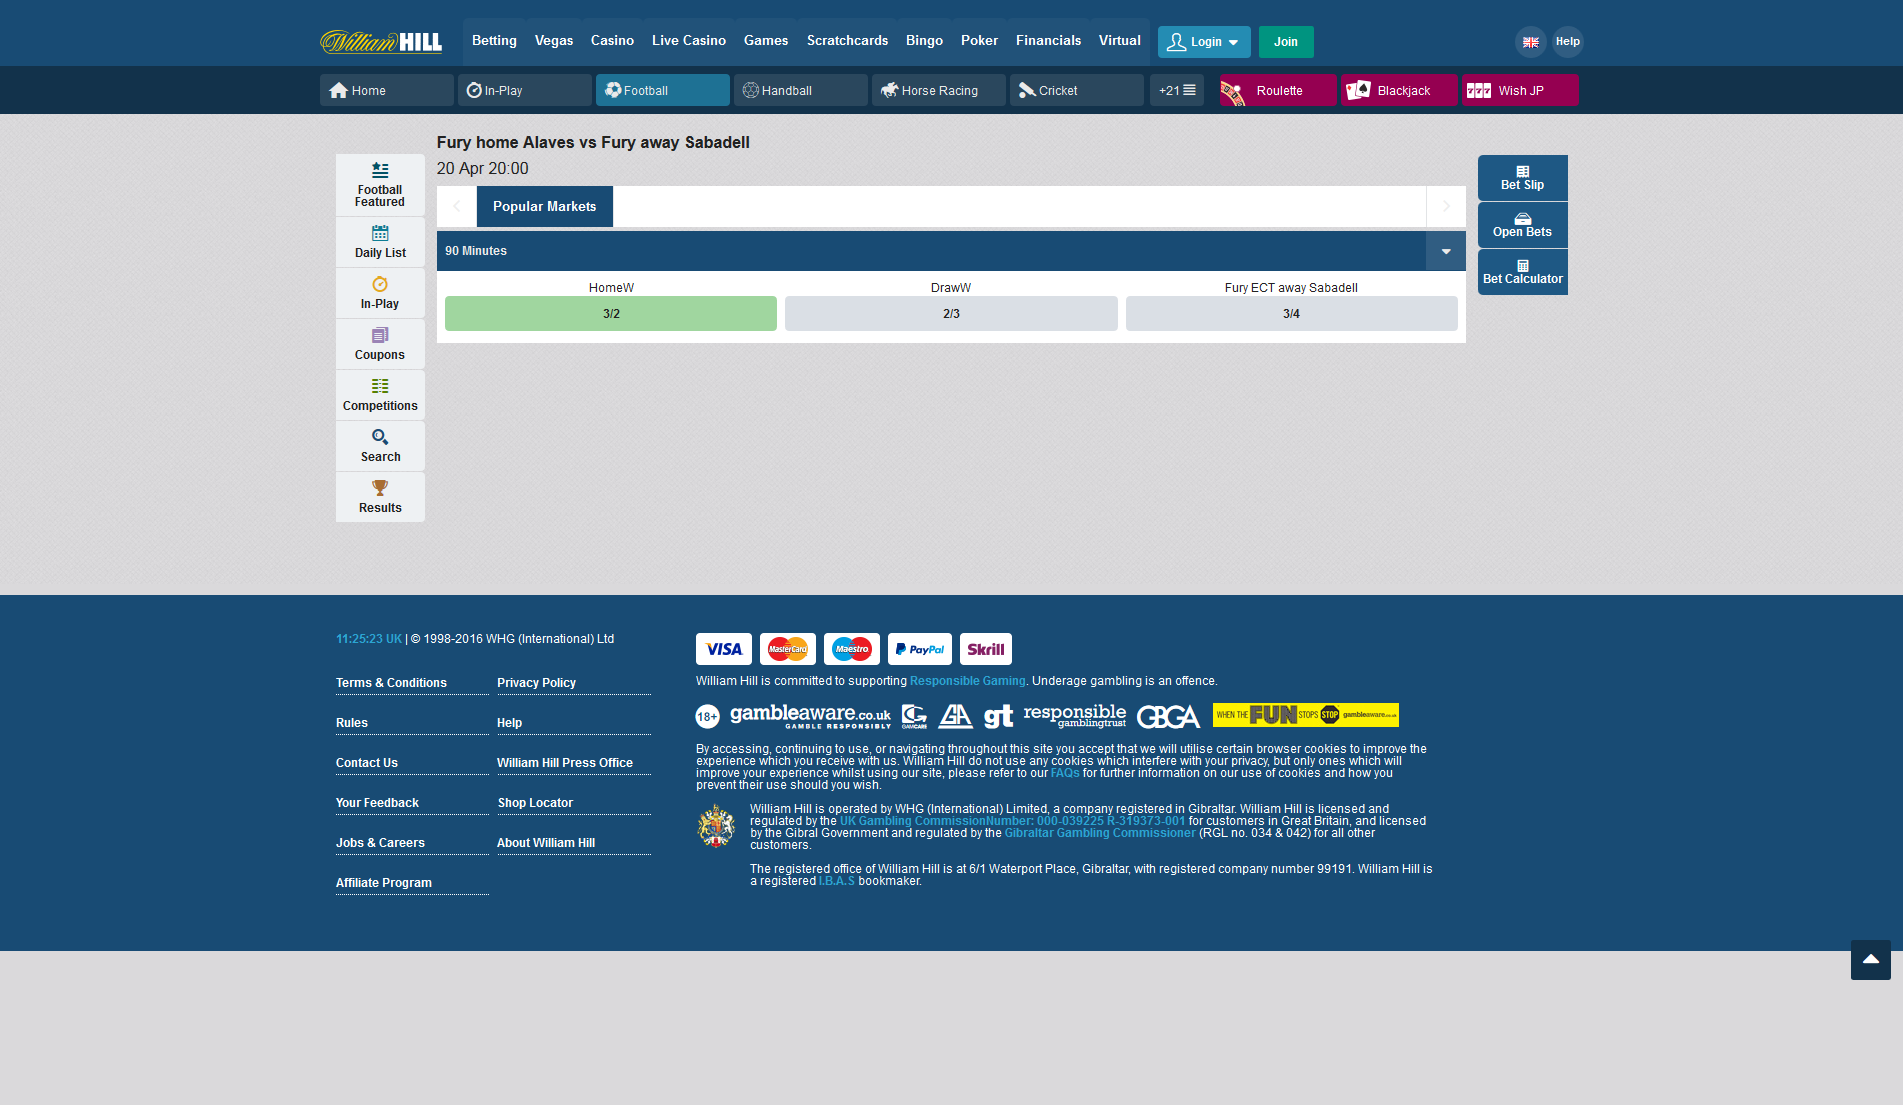 William HILL
Betting
Vegas
Casino
Live Casino
Games
Scratchcards
Bingo
Poker
Financials
Virtual
Login
Join
Help
Home
In-Play
Football
Handball
Horse Racing
Cricket
+21
Roulette
Blackjack
777
Wish JP
Fury home Alaves vs Fury away Sabadell
20 Apr 20:00
Popular Markets
90 Minutes
HomeW
3/2
DrawW
2/3
Fury ECT away Sabadell
3/4
Football
Featured
Daily List
In-Play
Coupons
Competitions
Search
Results
Bet Slip
Open Bets
Bet Calculator
11:25:23 UK | © 1998-2016 WHG (International) Ltd
Terms & Conditions
Privacy Policy
Rules
Help
Contact Us
William Hill Press Office
Your Feedback
Shop Locator
Jobs & Careers
About William Hill
Affiliate Program
VISA
MasterCard
Maestro
PayPal
Skrill
William Hill is committed to supporting Responsible Gaming. Underage gambling is an offence.
18+
gambleaware.co.uk
GAMBLE RESPONSIBLY
GAMCARE
GA
gt
responsible
gamblingtrust
GBGA
WHEN THE FUN STOPS STOP gambleaware.co.uk
By accessing, continuing to use, or navigating throughout this site you accept that we will utilise certain browser cookies to improve the
experience which you receive with us. William Hill do not use any cookies which interfere with your privacy, but only ones which will
improve your experience whilst using our site, please refer to our FAQs for further information on our use of cookies and how you
prevent their use should you wish.
William Hill is operated by WHG (International) Limited, a company registered in Gibraltar. William Hill is licensed and
regulated by the UK Gambling CommissionNumber: 000-039225 R-319373-001 for customers in Great Britain, and licensed
by the Gibral Government and regulated by the Gibraltar Gambling Commissioner (RGL no. 034 & 042) for all other
customers.
The registered office of William Hill is at 6/1 Waterport Place, Gibraltar, with registered company number 99191. William Hill is
a registered I.B.A.S bookmaker.